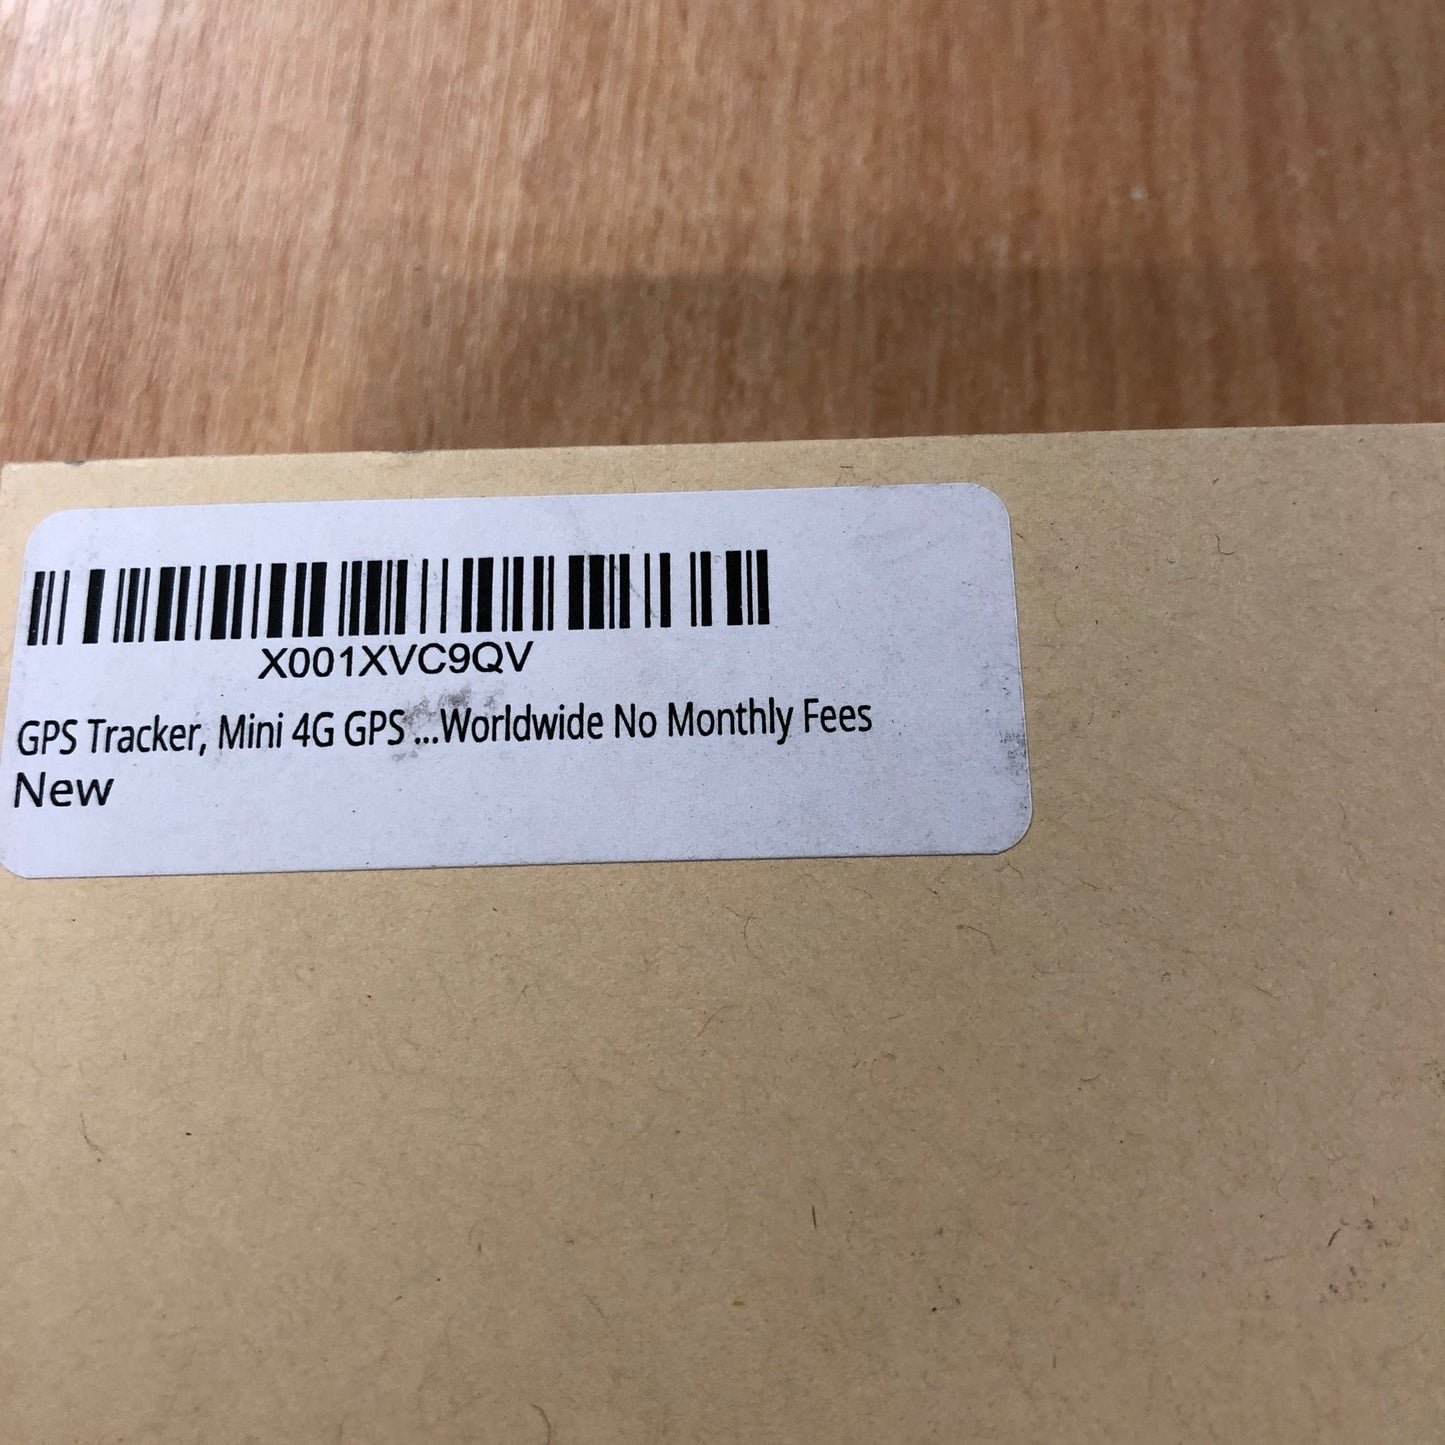 X001XVC9QV
GPS Tracker, Mini 4G GPS ...Worldwide No Monthly Fees
New